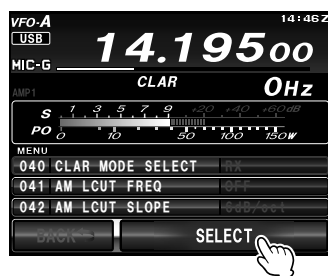 VFO-A 14:46Z
USB 14.19500
MIC-G
CLAR 0Hz
AMP1
S 1 3 5 7 9 +20 +40 +60dB
PO 0 10 50 100 150W
MENU
040 CLAR MODE SELECT RX
041 AM LCUT FREQ OFF
042 AM LCUT SLOPE 6dB/oct
BACK SELECT